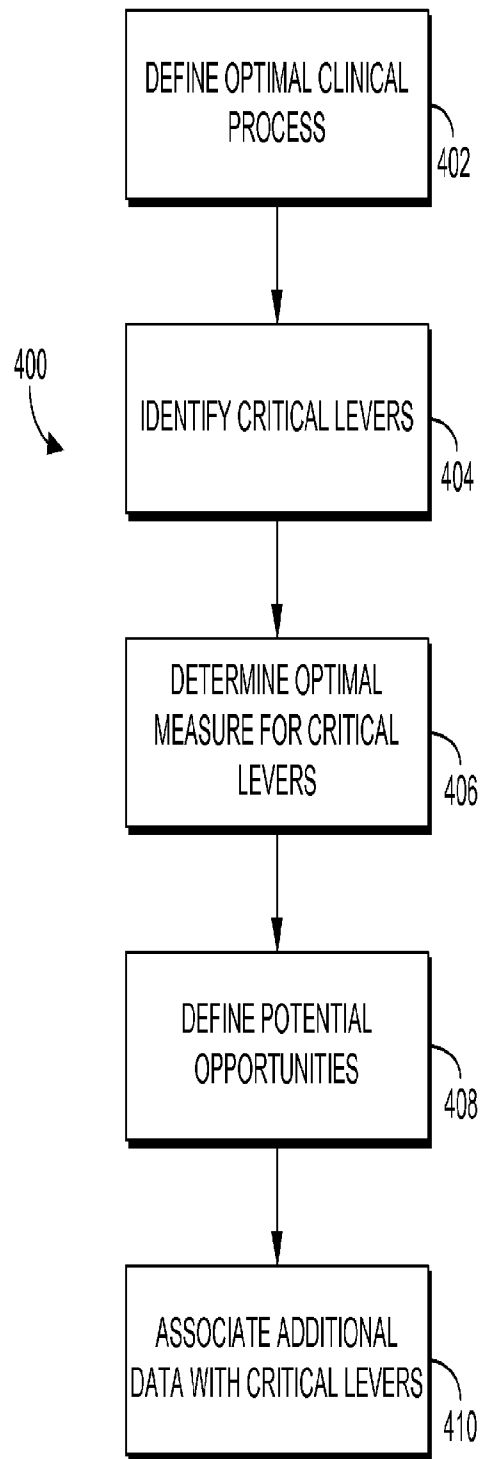 DEFINE OPTIMAL CLINICAL
PROCESS
402
400
IDENTIFY CRITICAL LEVERS
404
DETERMINE OPTIMAL
MEASURE FOR CRITICAL
LEVERS
406
DEFINE POTENTIAL
OPPORTUNITIES
408
ASSOCIATE ADDITIONAL
DATA WITH CRITICAL LEVERS
410